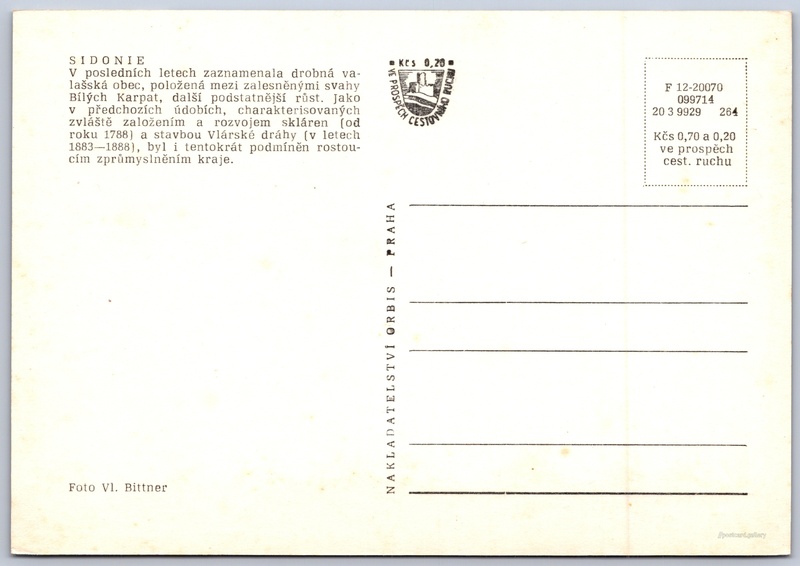 SIDONIE
V posledních letech zaznamenala drobná va-
lašská obec, položená mezi zalesněnými svahy
Bílých Karpat, další podstatnější růst. Jako
v předchozích údobích, charakterisovaných
zvláště založením a rozvojem skláren (od
roku 1788) a stavbou Vlárské dráhy (v letech
1883—1888), byl i tentokrát podmíněn rostou-
cím zprůmyslněním kraje.
Foto Vl. Bittner
Kčs 0,20
VE PROSPĚCH CESTOVNÍHO RUCHU
NAKLADATELSTVÍ ORBIS — PRAHA
F 12-20070
099714
20 3 9929 264
Kčs 0,70 a 0,20
ve prospěch
cest. ruchu